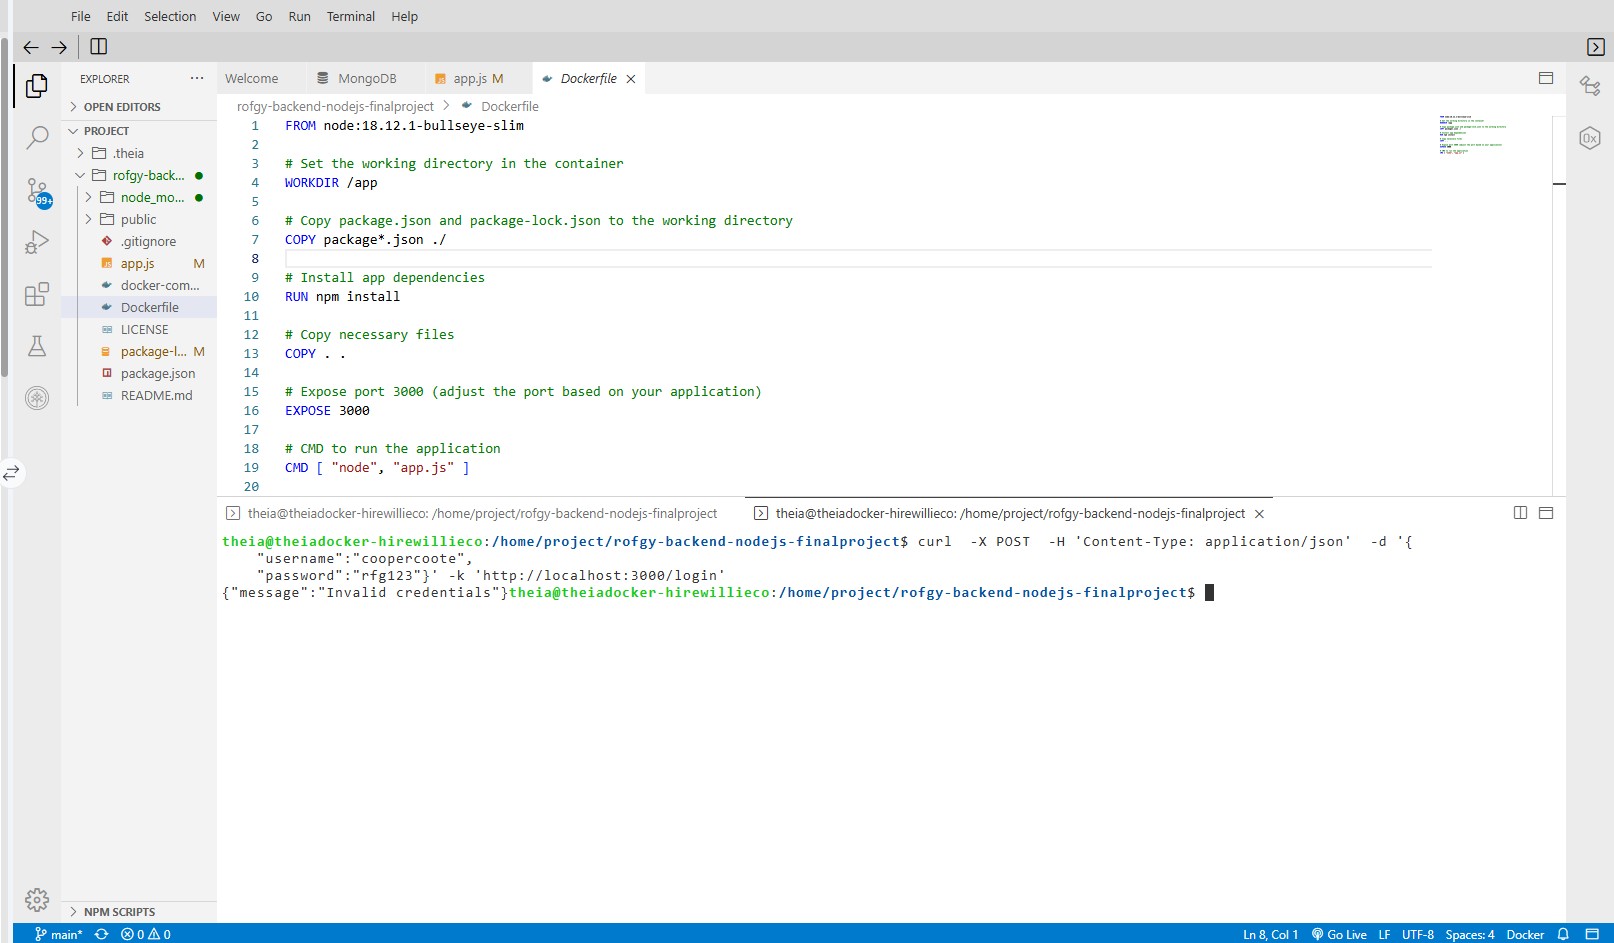 File Edit Selection View Go Run Terminal Help
EXPLORER
OPEN EDITORS
PROJECT
.theia
rofgy-back...
node_mo...
public
.gitignore
app.js M
docker-com...
Dockerfile
LICENSE
package-l... M
package.json
README.md
NPM SCRIPTS
99+
Welcome MongoDB app.js M Dockerfile
rofgy-backend-nodejs-finalproject > Dockerfile
1 FROM node:18.12.1-bullseye-slim
2
3 # Set the working directory in the container
4 WORKDIR /app
5
6 # Copy package.json and package-lock.json to the working directory
7 COPY package*.json ./
8
9 # Install app dependencies
10 RUN npm install
11
12 # Copy necessary files
13 COPY . .
14
15 # Expose port 3000 (adjust the port based on your application)
16 EXPOSE 3000
17
18 # CMD to run the application
19 CMD [ "node", "app.js" ]
20
0x
theia@theiadocker-hirewillieco: /home/project/rofgy-backend-nodejs-finalproject theia@theiadocker-hirewillieco: /home/project/rofgy-backend-nodejs-finalproject
theia@theiadocker-hirewillieco:/home/project/rofgy-backend-nodejs-finalproject$ curl  -X POST  -H 'Content-Type: application/json'  -d '{
    "username":"coopercoote",
    "password":"rfg123"}' -k 'http://localhost:3000/login'
{"message":"Invalid credentials"}theia@theiadocker-hirewillieco:/home/project/rofgy-backend-nodejs-finalproject$
main* 0 0 Ln 8, Col 1 Go Live LF UTF-8 Spaces: 4 Docker